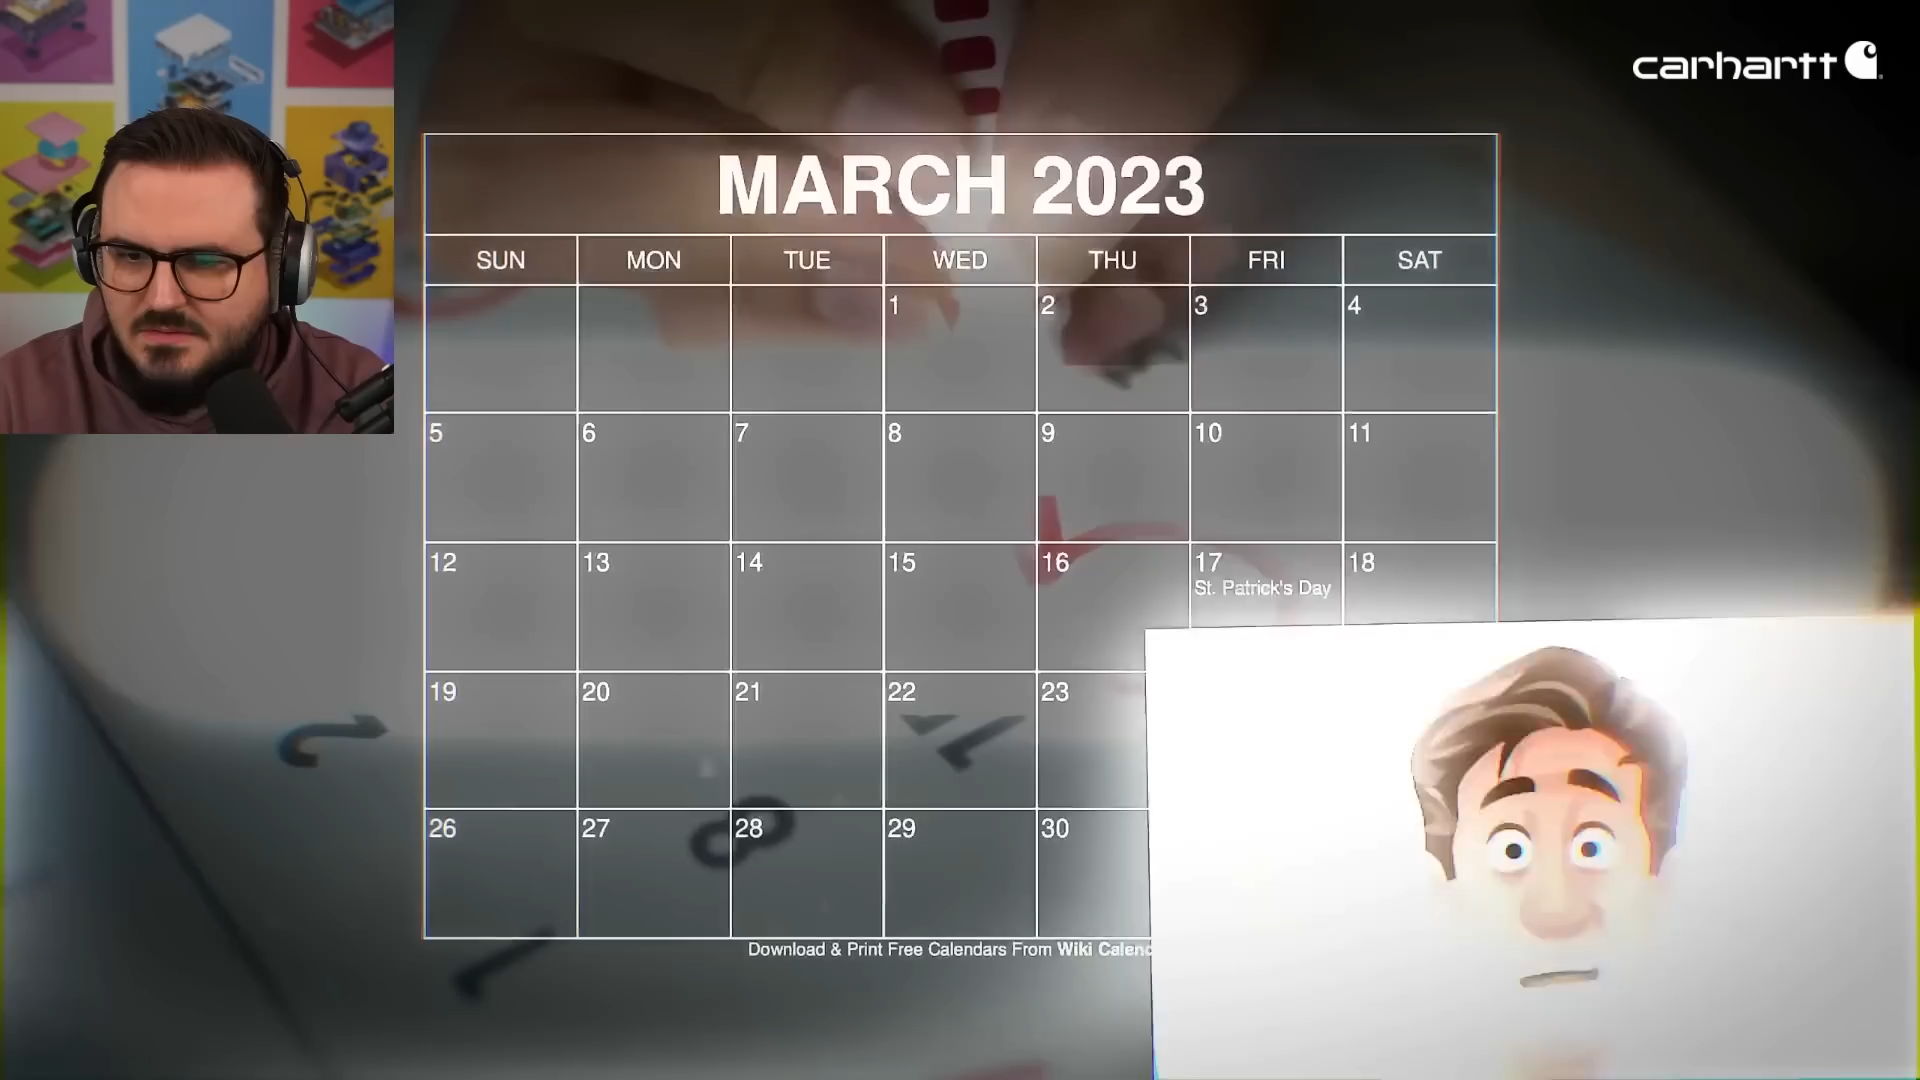 carhartt
MARCH 2023
SUN MON TUE WED THU FRI SAT
1 2 3 4
5 6 7 8 9 10 11
12 13 14 15 16 17 18
St. Patrick's Day
19 20 21 22 23
26 27 28 29 30
Download & Print Free Calendars From Wiki